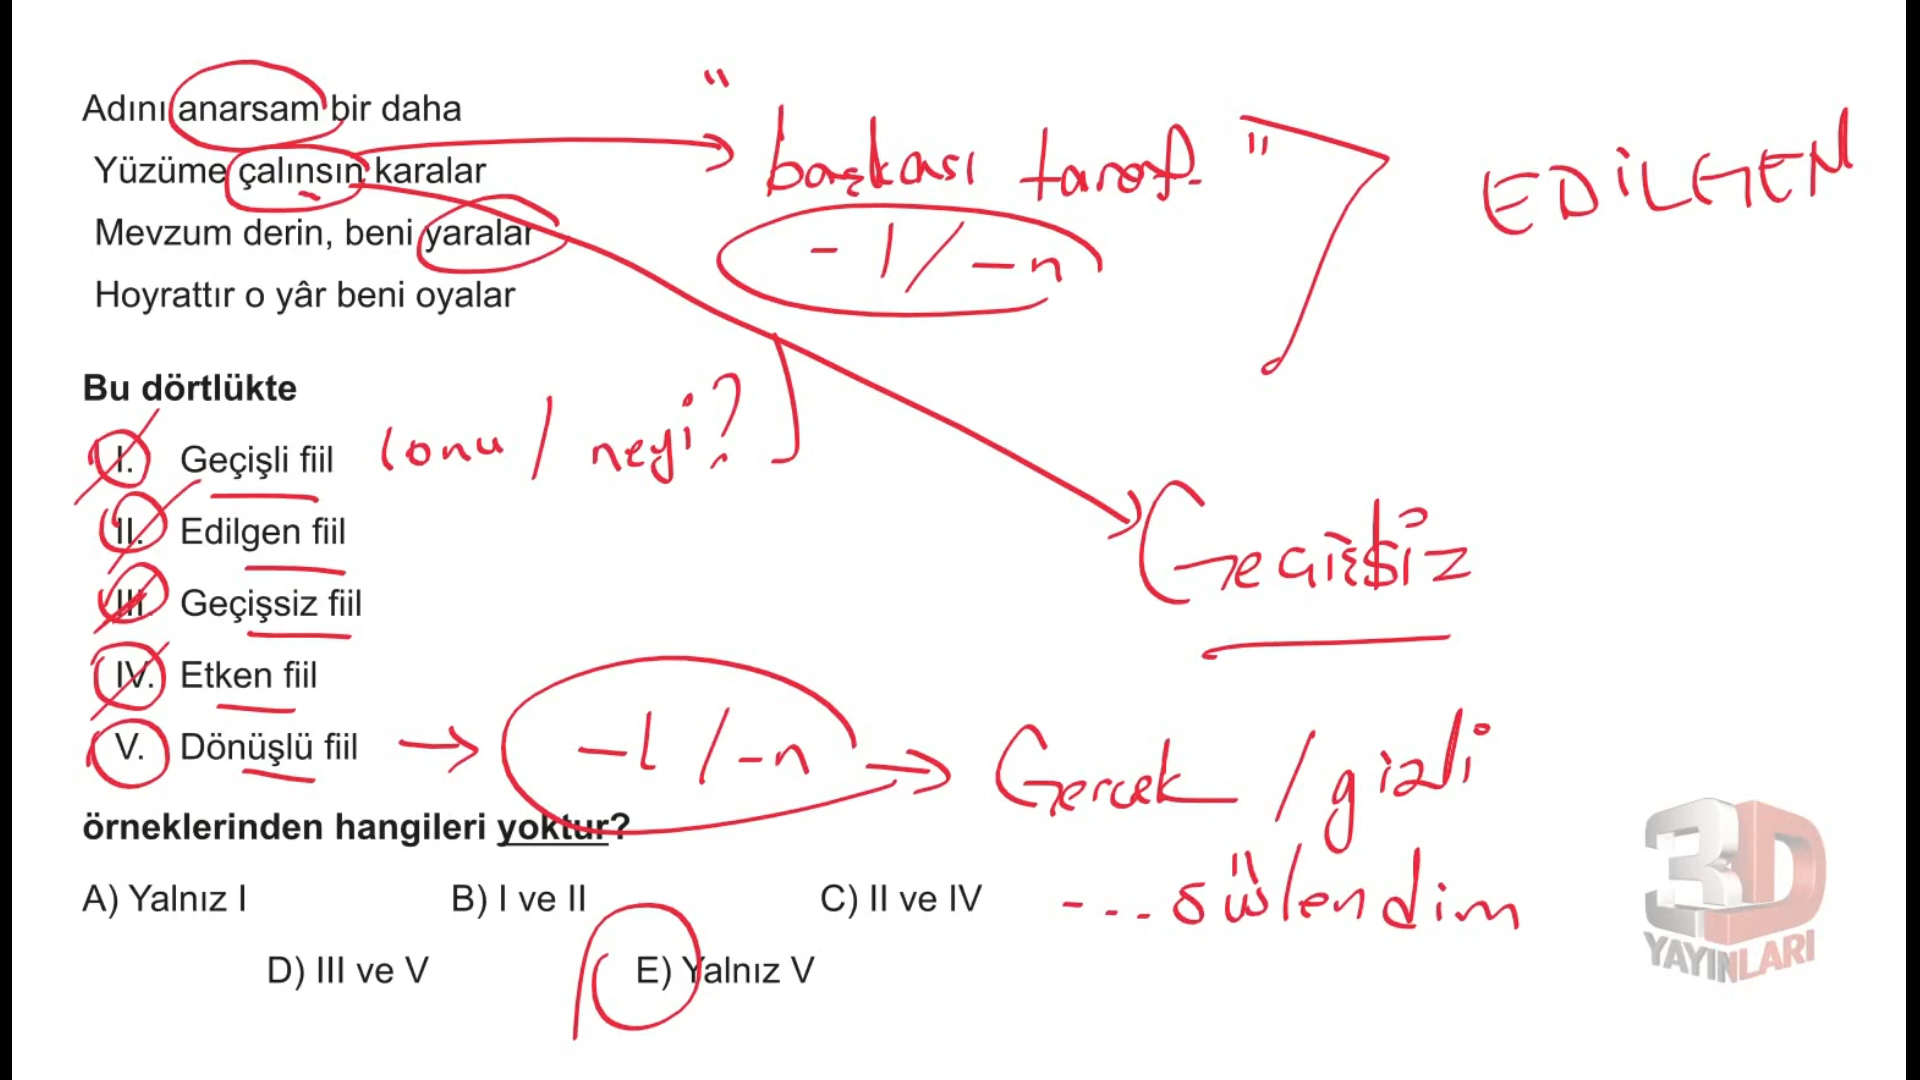 Adını anarsam bir daha
Yüzüme çalınsın karalar
Mevzum derin, beni yaralar
Hoyrattır o yâr beni oyalar
" başkası taraf. "
-l / -n
EDİLGEN
Bu dörtlükte
I. Geçişli fiil (onu / neyi?)
II. Edilgen fiil
III. Geçişsiz fiil
Geçişsiz
IV. Etken fiil
V. Dönüşlü fiil → -l / -n → Gerçek / gizli
örneklerinden hangileri yoktur?
A) Yalnız I B) I ve II C) II ve IV
--- süslendim
D) III ve V E) Yalnız V
3D
YAYINLARI